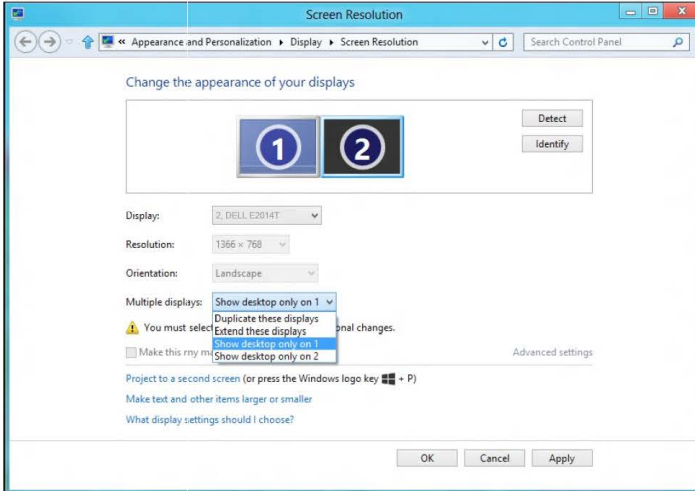 Screen Resolution
« Appearance and Personalization ▸ Display ▸ Screen Resolution
Search Control Panel
Change the appearance of your displays
1 2
Detect
Identify
Display: 2, DELL E2014T
Resolution: 1366 × 768
Orientation: Landscape
Multiple displays: Show desktop only on 1
Duplicate these displays
Extend these displays
Show desktop only on 1
Show desktop only on 2
You must selec onal changes.
Make this my m
Advanced settings
Project to a second screen (or press the Windows logo key + P)
Make text and other items larger or smaller
What display settings should I choose?
OK Cancel Apply